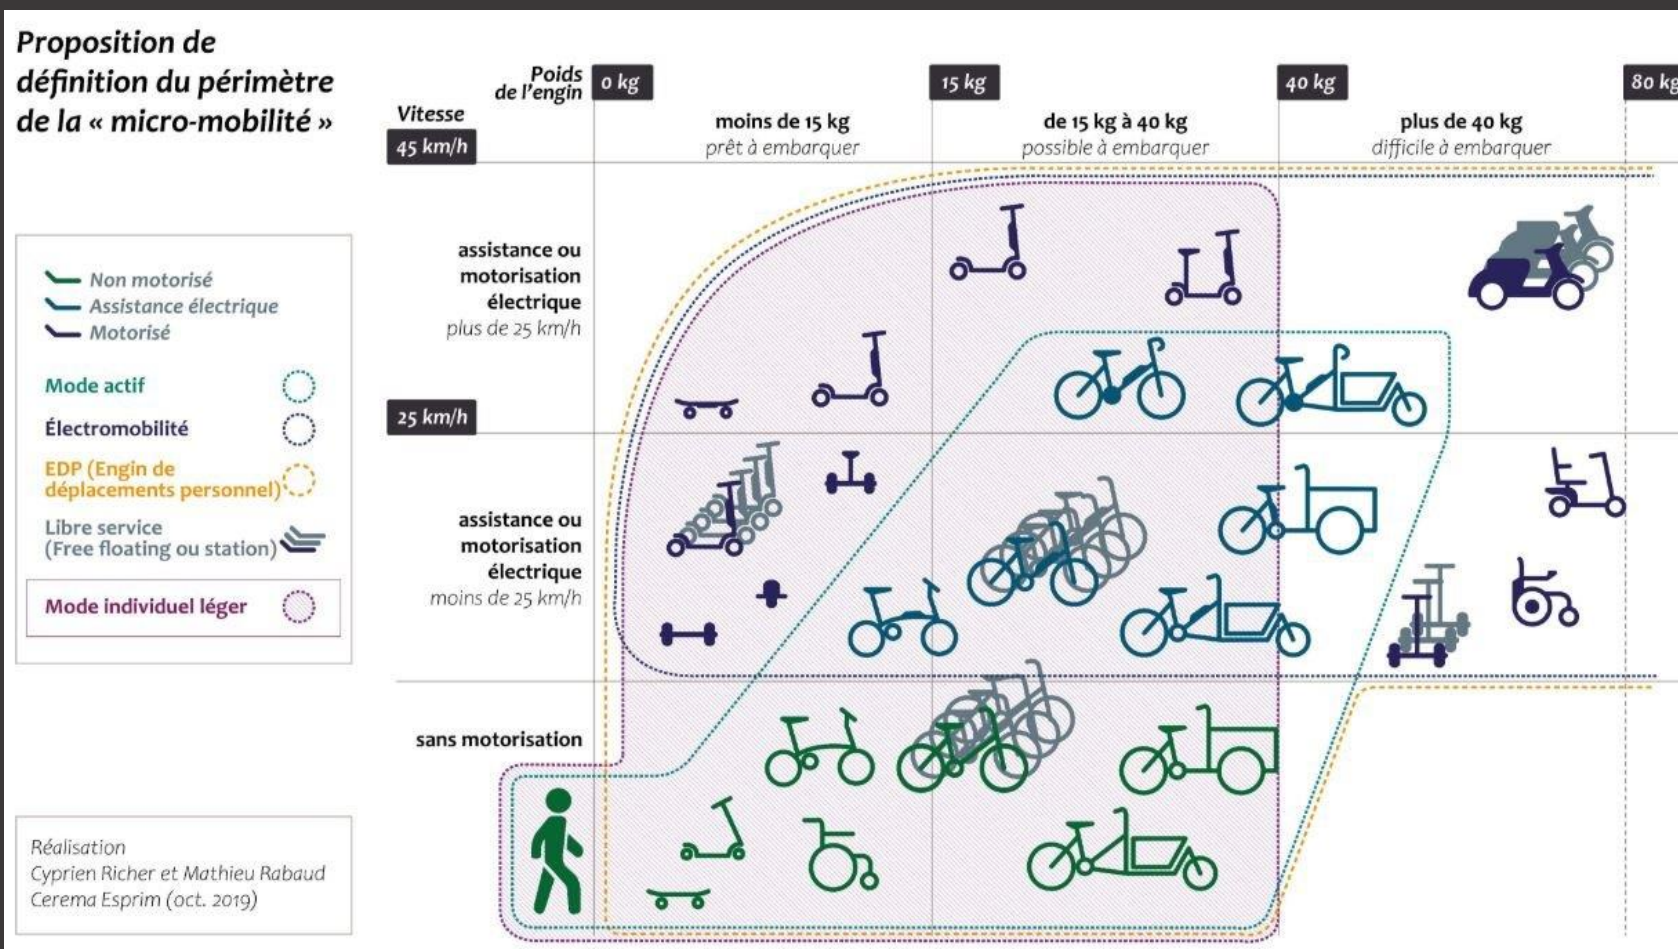 Proposition de
définition du périmètre
de la « micro-mobilité »
Poids
de l'engin
0 kg
15 kg
40 kg
80 kg
Vitesse
45 km/h
moins de 15 kg
prêt à embarquer
de 15 kg à 40 kg
possible à embarquer
plus de 40 kg
difficile à embarquer
assistance ou
motorisation
électrique
plus de 25 km/h
25 km/h
assistance ou
motorisation
électrique
moins de 25 km/h
sans motorisation
Non motorisé
Assistance électrique
Motorisé
Mode actif
Électromobilité
EDP (Engin de
déplacements personnel)
Libre service
(Free floating ou station)
Mode individuel léger
Réalisation
Cyprien Richer et Mathieu Rabaud
Cerema Esprim (oct. 2019)